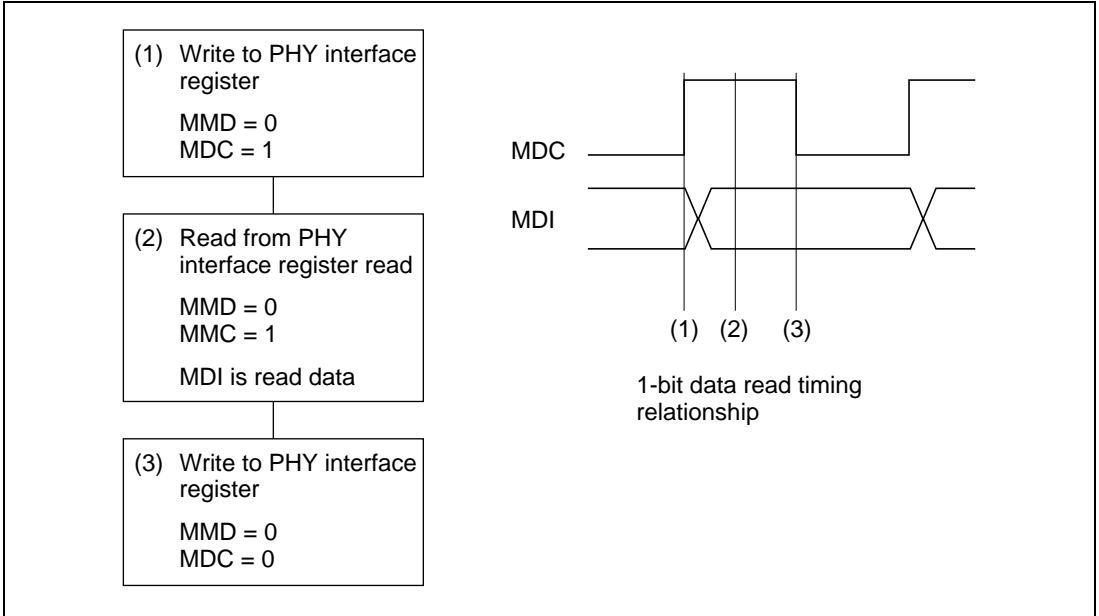 (1) Write to PHY interface
register
MMD = 0
MDC = 1
(2) Read from PHY
interface register read
MMD = 0
MMC = 1
MDI is read data
(3) Write to PHY interface
register
MMD = 0
MDC = 0
MDC
MDI
(1) (2) (3)
1-bit data read timing
relationship